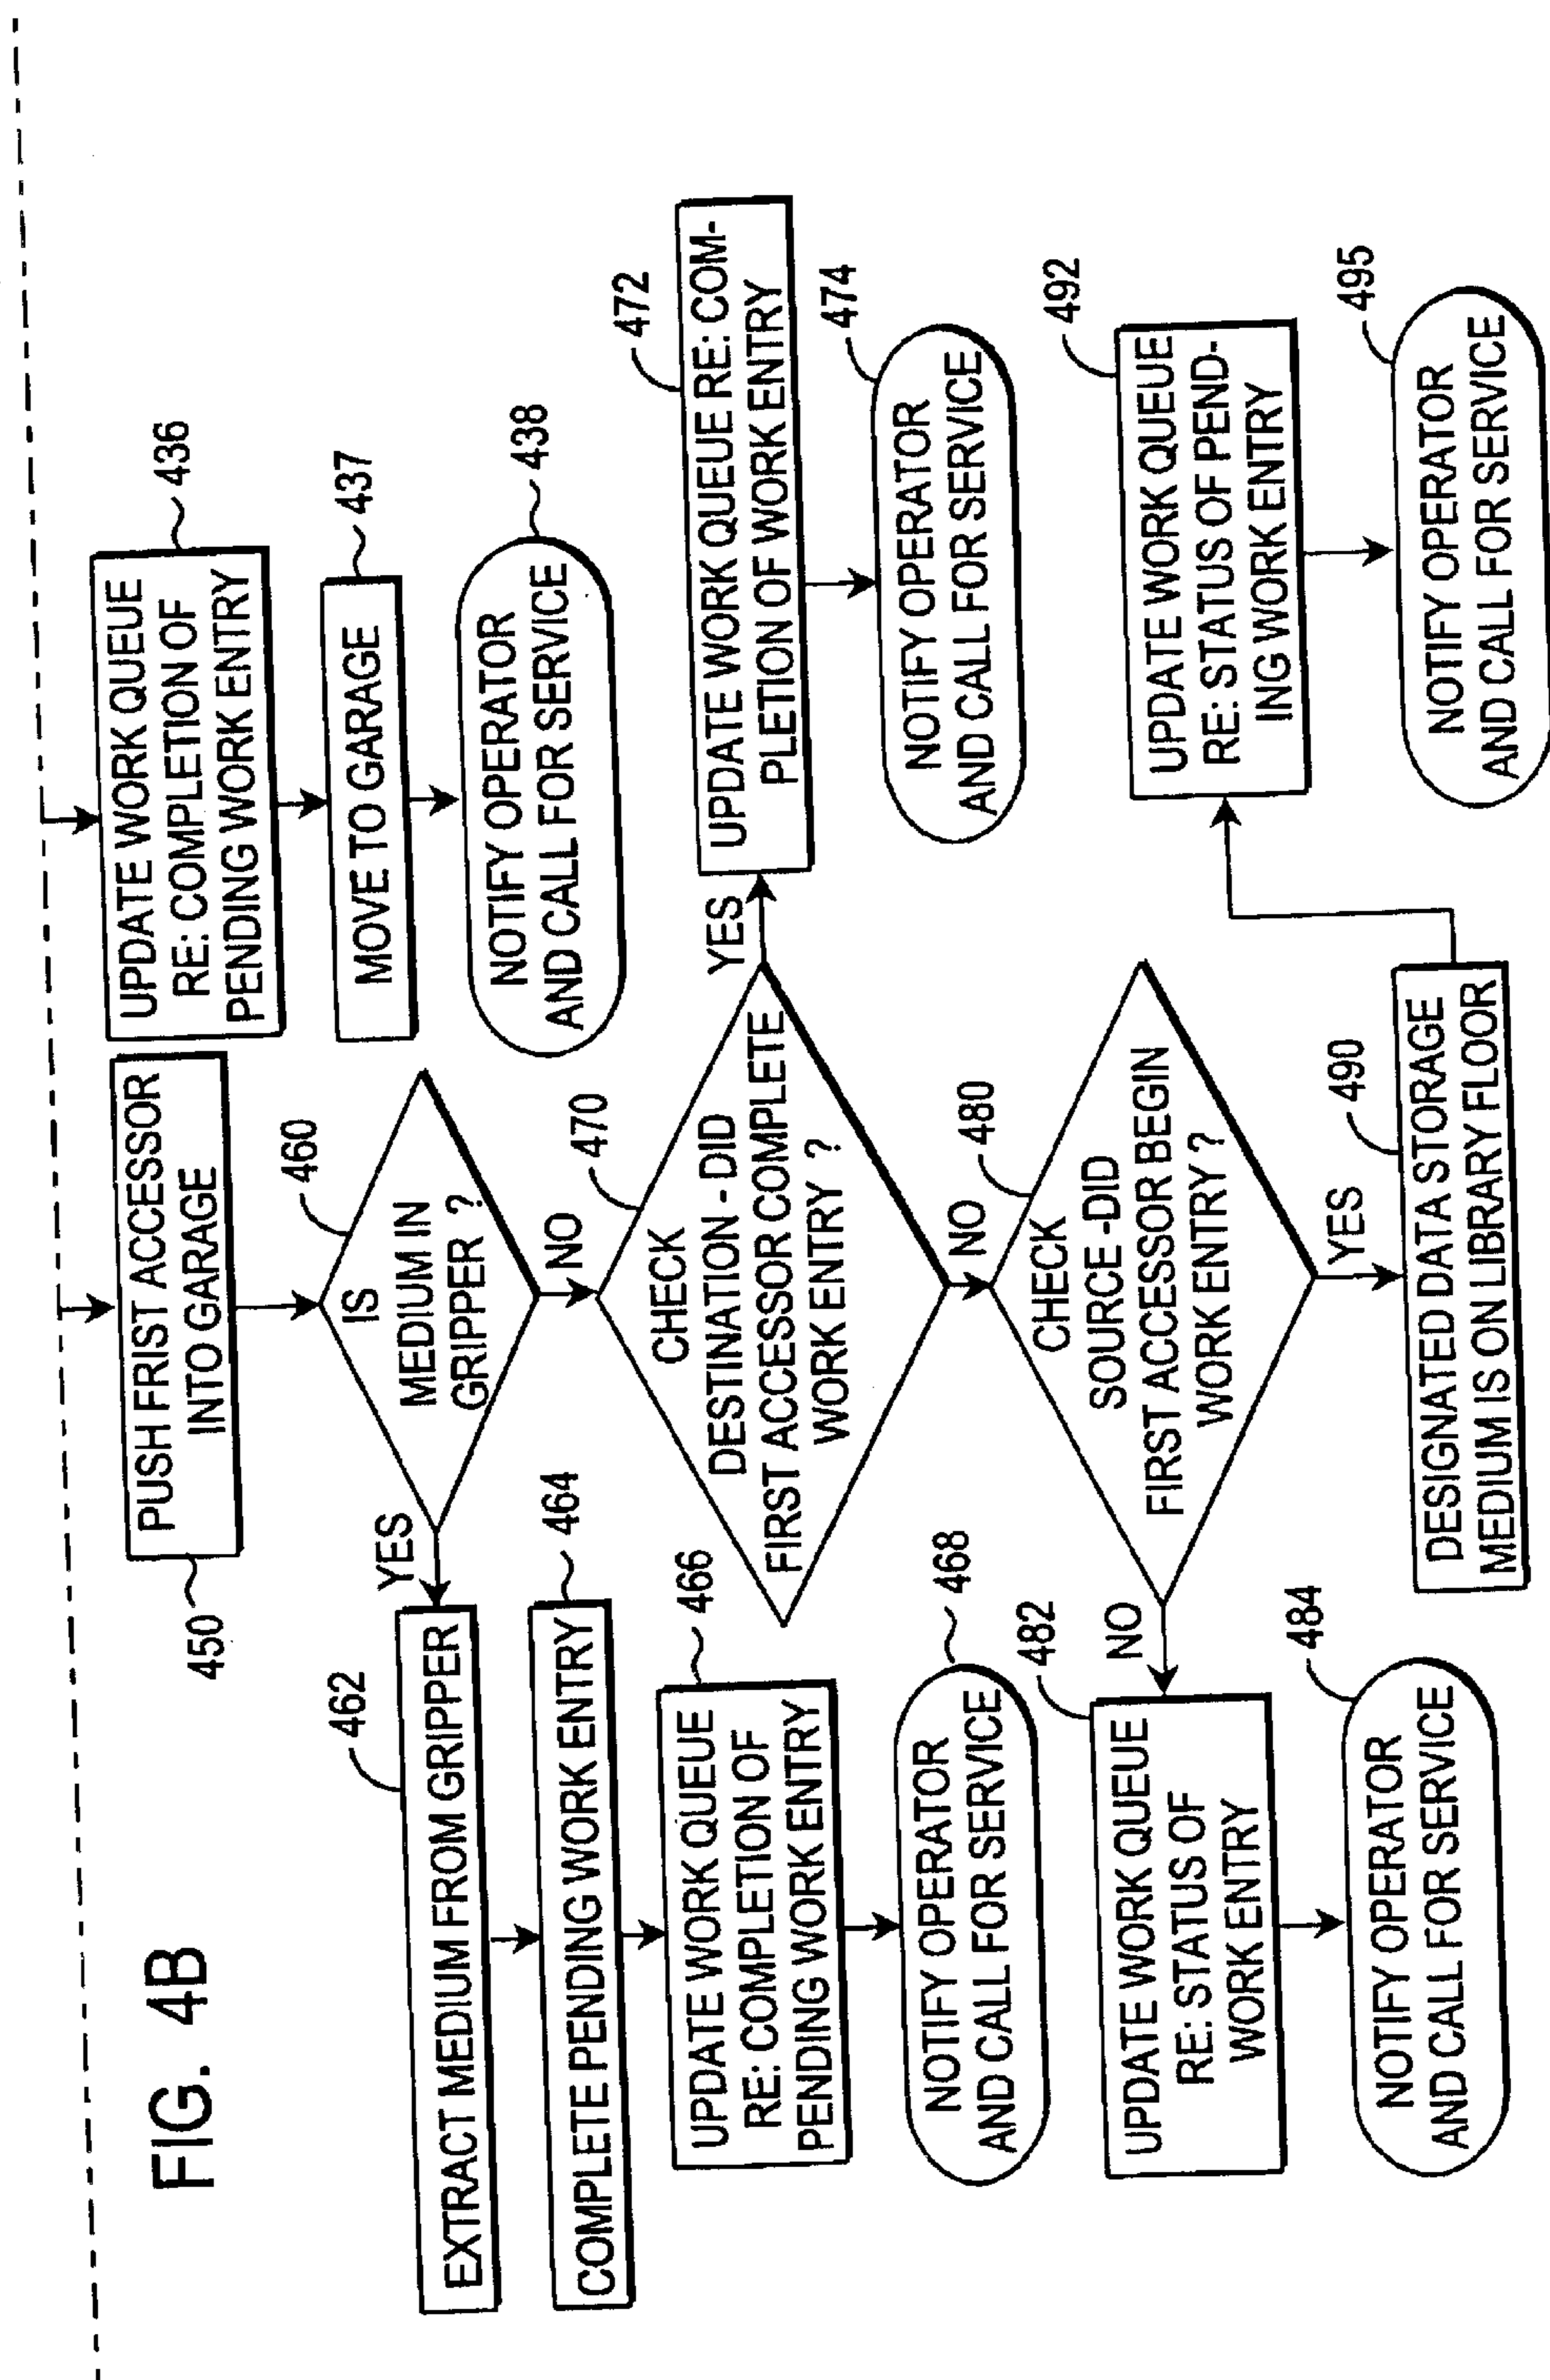 FIG. 4B
UPDATE WORK QUEUE
RE: COMPLETION OF
PENDING WORK ENTRY
436
MOVE TO GARAGE
437
NOTIFY OPERATOR
AND CALL FOR SERVICE
438
PUSH FRIST ACCESSOR
INTO GARAGE
450
IS
MEDIUM IN
GRIPPER ?
460
YES
NO
EXTRACT MEDIUM FROM GRIPPER
462
COMPLETE PENDING WORK ENTRY
464
UPDATE WORK QUEUE
RE: COMPLETION OF
PENDING WORK ENTRY
466
NOTIFY OPERATOR
AND CALL FOR SERVICE
468
CHECK
DESTINATION - DID
FIRST ACCESSOR COMPLETE
WORK ENTRY ?
470
YES
NO
UPDATE WORK QUEUE RE: COM-
PLETION OF WORK ENTRY
472
NOTIFY OPERATOR
AND CALL FOR SERVICE
474
CHECK
SOURCE -DID
FIRST ACCESSOR BEGIN
WORK ENTRY ?
480
NO
YES
UPDATE WORK QUEUE
RE: STATUS OF
WORK ENTRY
482
NOTIFY OPERATOR
AND CALL FOR SERVICE
484
DESIGNATED DATA STORAGE
MEDIUM IS ON LIBRARY FLOOR
490
UPDATE WORK QUEUE
RE: STATUS OF PEND-
ING WORK ENTRY
492
NOTIFY OPERATOR
AND CALL FOR SERVICE
495